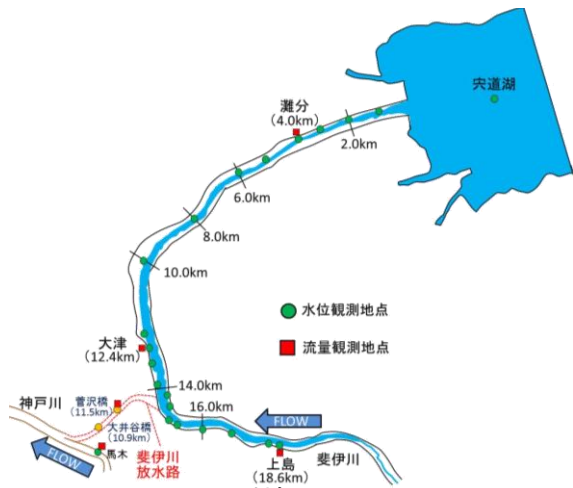 宍道湖
灘分
(4.0km)
2.0km
6.0km
8.0km
10.0km
水位観測地点
流量観測地点
大津
(12.4km)
14.0km
神戸川
菅沢橋
(11.5km)
16.0km
FLOW
大井谷橋
(10.9km)
馬木
斐伊川
放水路
上島
(18.6km)
斐伊川
FLOW